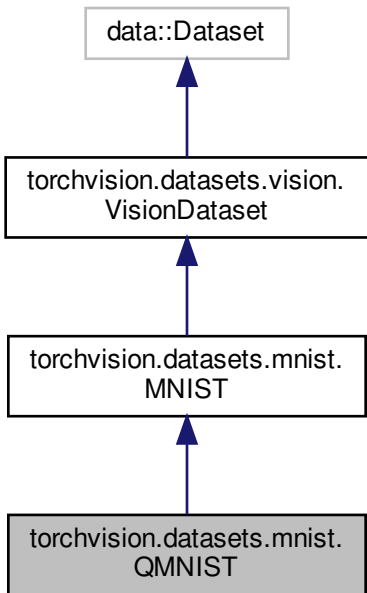 data::Dataset
torchvision.datasets.vision.
VisionDataset
torchvision.datasets.mnist.
MNIST
torchvision.datasets.mnist.
QMNIST